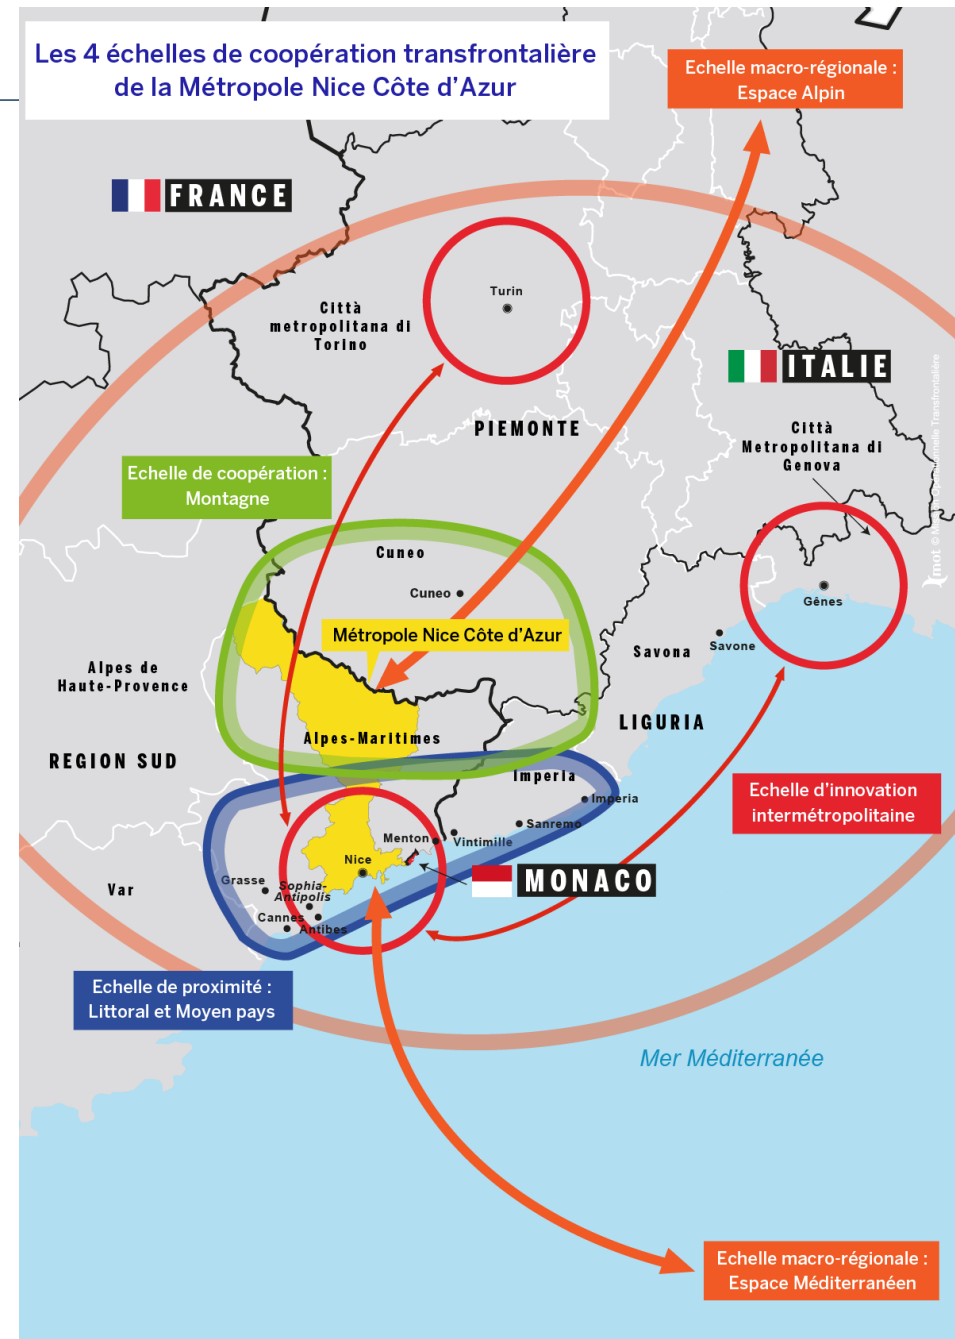 Les 4 échelles de coopération transfrontalière
de la Métropole Nice Côte d’Azur
Echelle macro-régionale :
Espace Alpin
FRANCE
Turin
Città
metropolitana di
Torino
ITALIE
PIEMONTE
Città
Metropolitana di
Genova
Echelle de coopération :
Montagne
Cuneo
Cuneo
Gênes
Métropole Nice Côte d’Azur
Savona
Savone
Alpes de
Haute-Provence
LIGURIA
Alpes-Maritimes
REGION SUD
Imperia
Imperia
Echelle d’innovation
intermétropolitaine
Sanremo
Menton
Vintimille
Nice
MONACO
Var
Grasse
Sophia-
Antipolis
Cannes
Antibes
Echelle de proximité :
Littoral et Moyen pays
Mer Méditerranée
Echelle macro-régionale :
Espace Méditerranéen
mot © Opérationnelle Transfrontalière